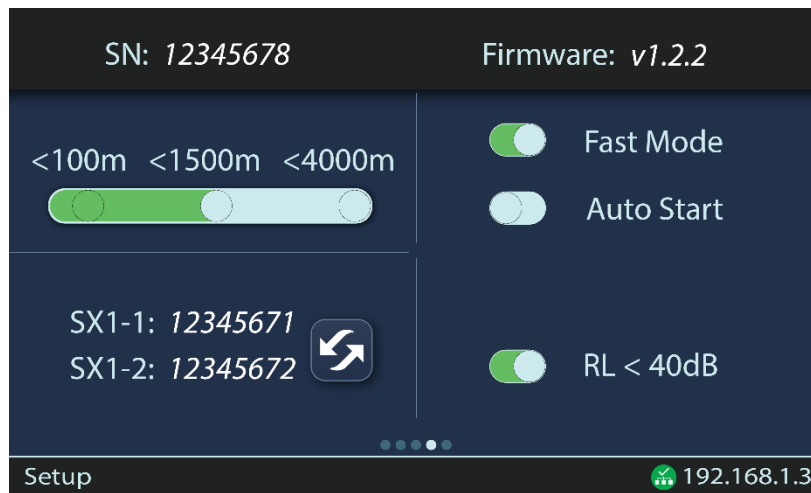 SN: 12345678
Firmware: v1.2.2
<100m <1500m <4000m
Fast Mode
Auto Start
SX1-1: 12345671
SX1-2: 12345672
RL < 40dB
Setup
192.168.1.3